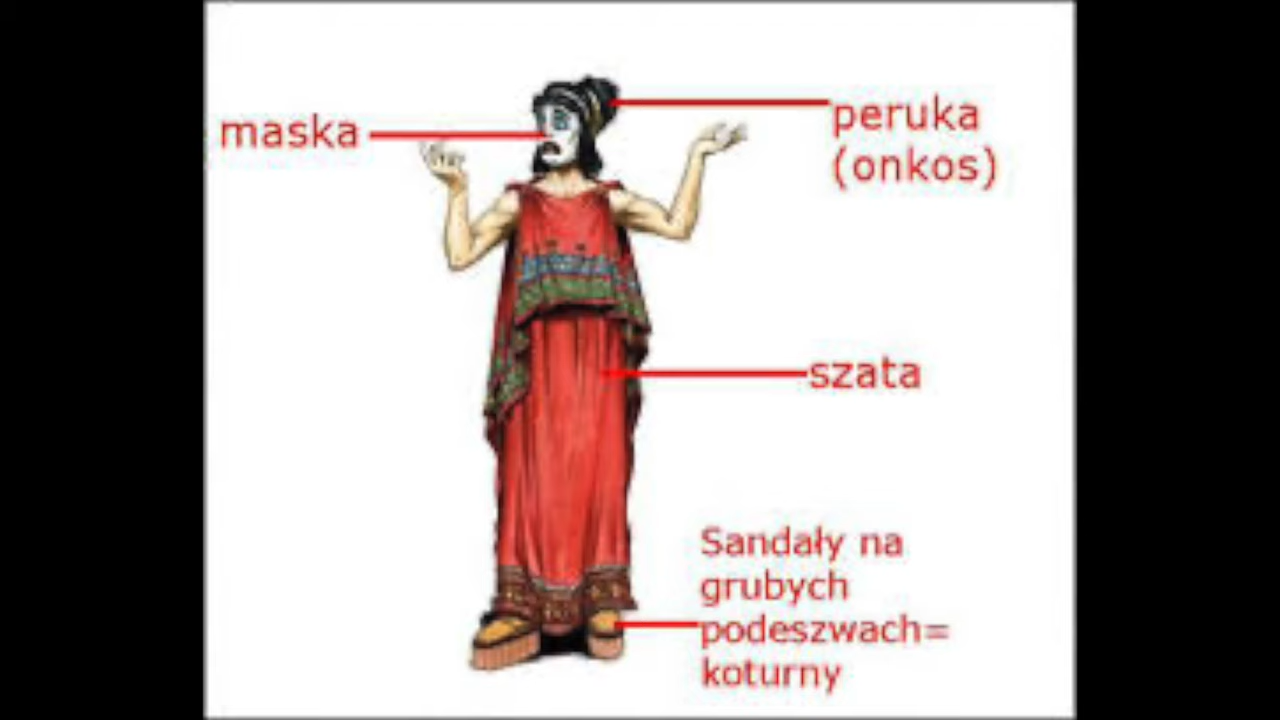 maska
peruka
(onkos)
szata
Sandały na
grubych
podeszwach=
koturny